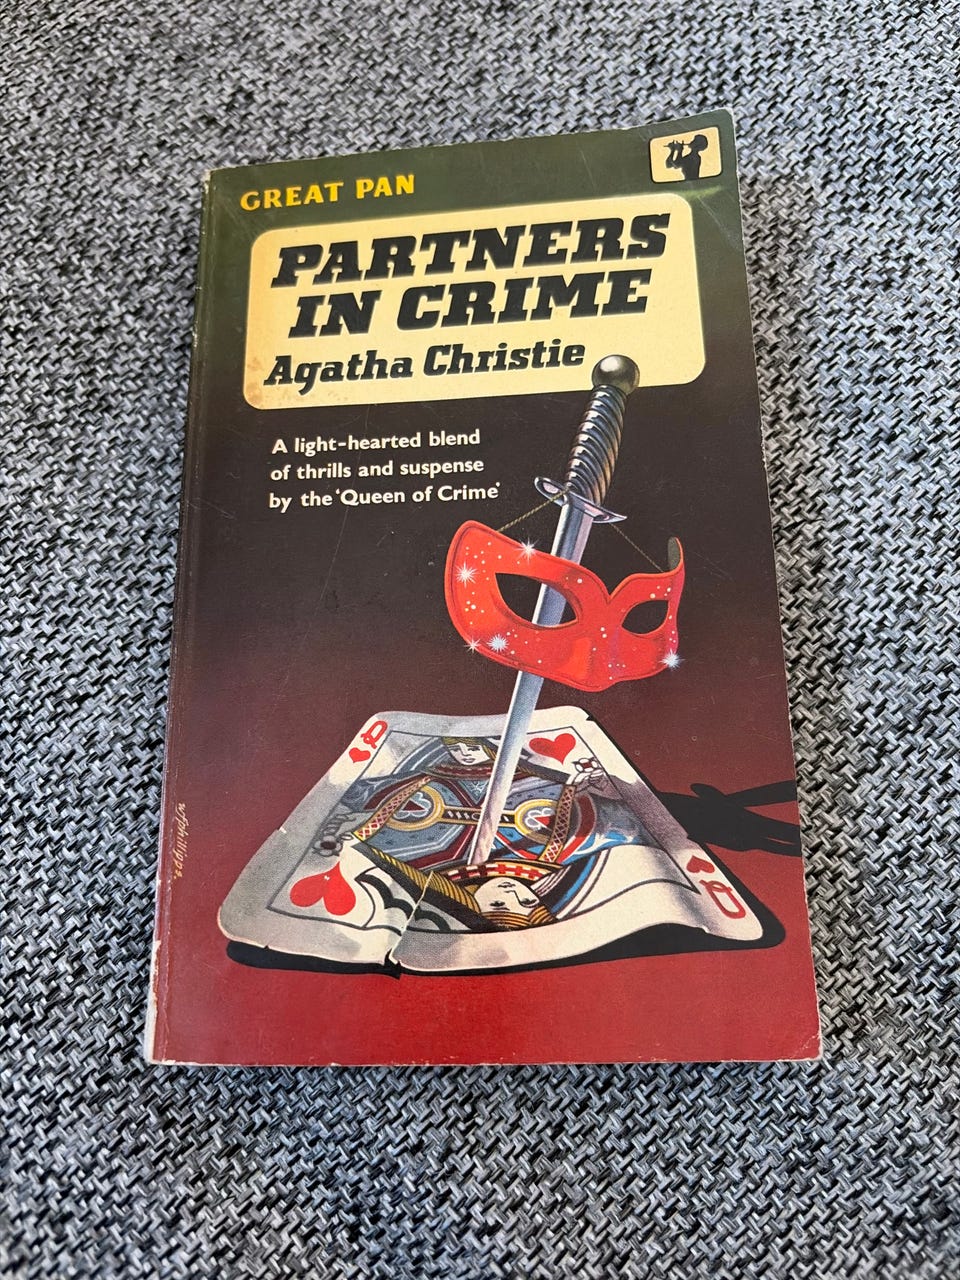 GREAT PAN
PARTNERS
IN CRIME
Agatha Christie
A light-hearted blend
of thrills and suspense
by the 'Queen of Crime'
Q
Q